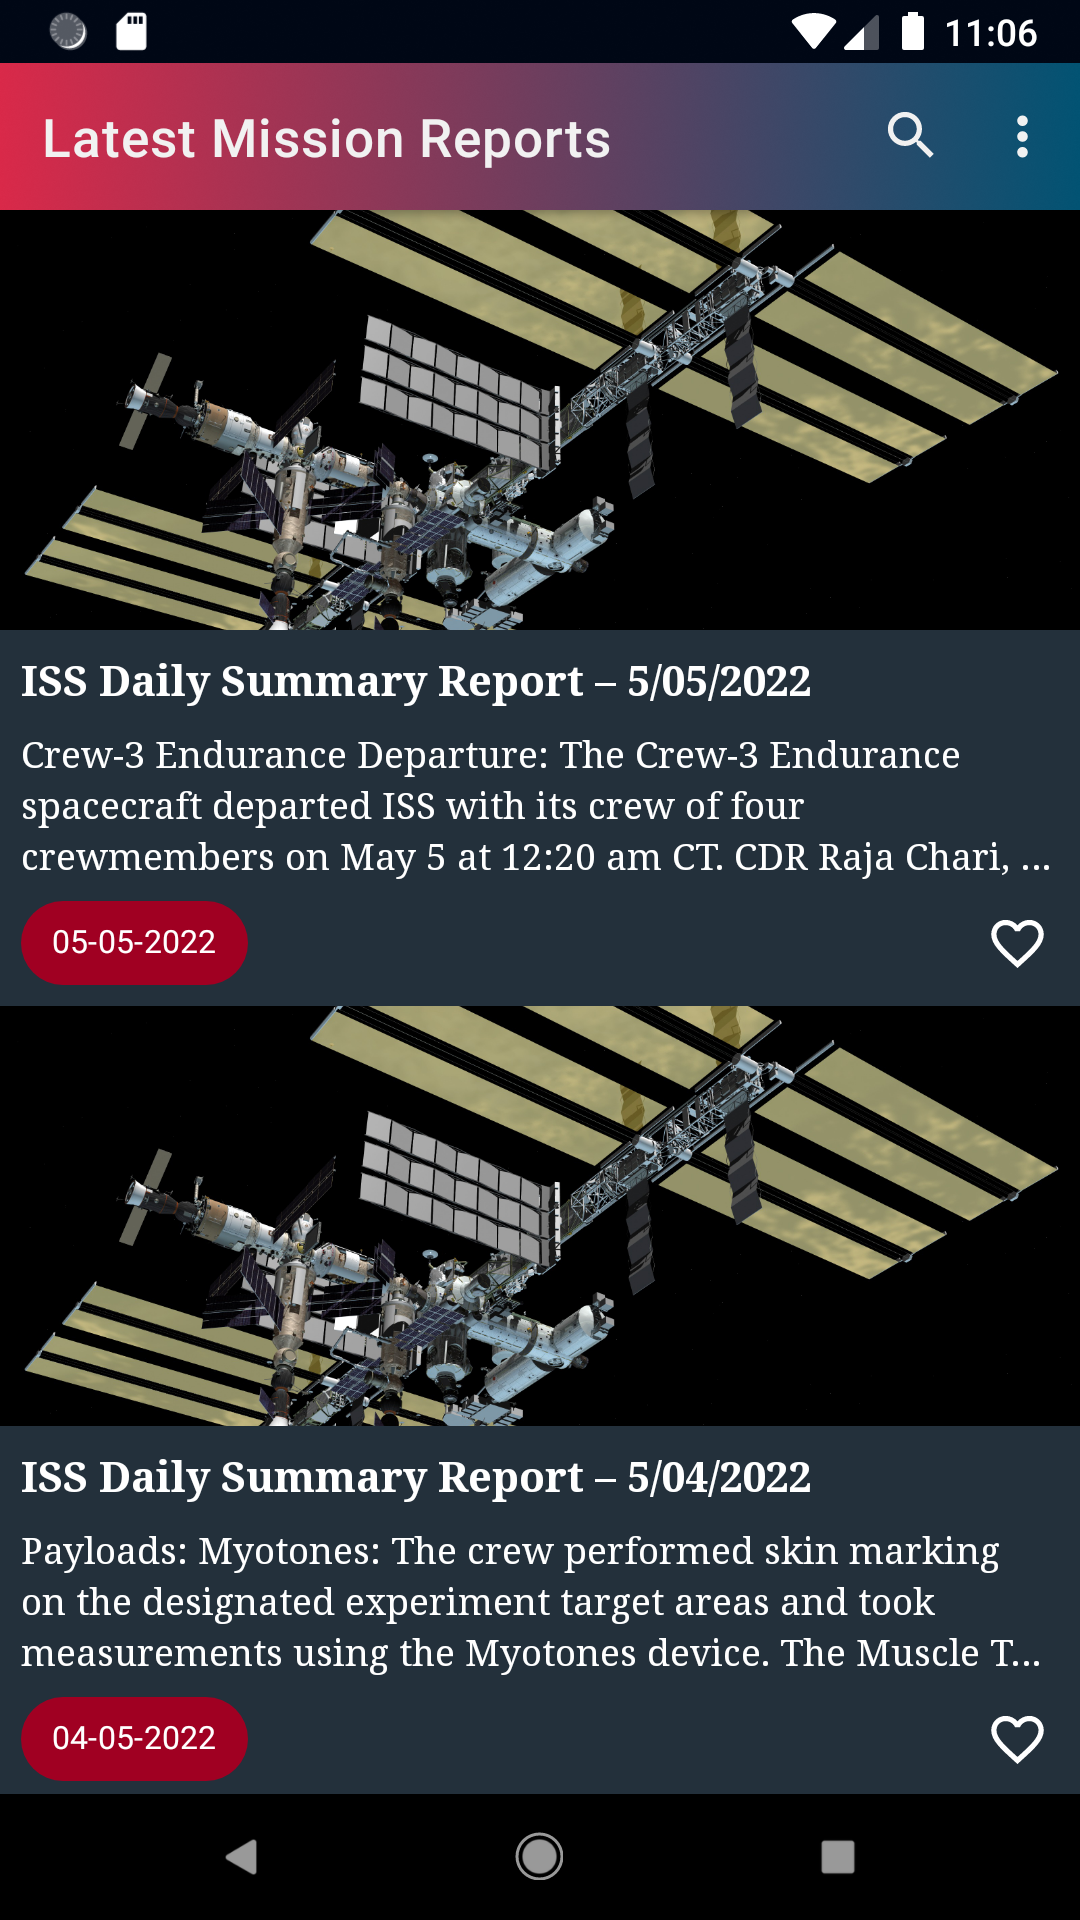 11:06
Latest Mission Reports
ISS Daily Summary Report – 5/05/2022
Crew-3 Endurance Departure: The Crew-3 Endurance
spacecraft departed ISS with its crew of four
crewmembers on May 5 at 12:20 am CT. CDR Raja Chari, ...
05-05-2022
ISS Daily Summary Report – 5/04/2022
Payloads: Myotones: The crew performed skin marking
on the designated experiment target areas and took
measurements using the Myotones device. The Muscle T...
04-05-2022